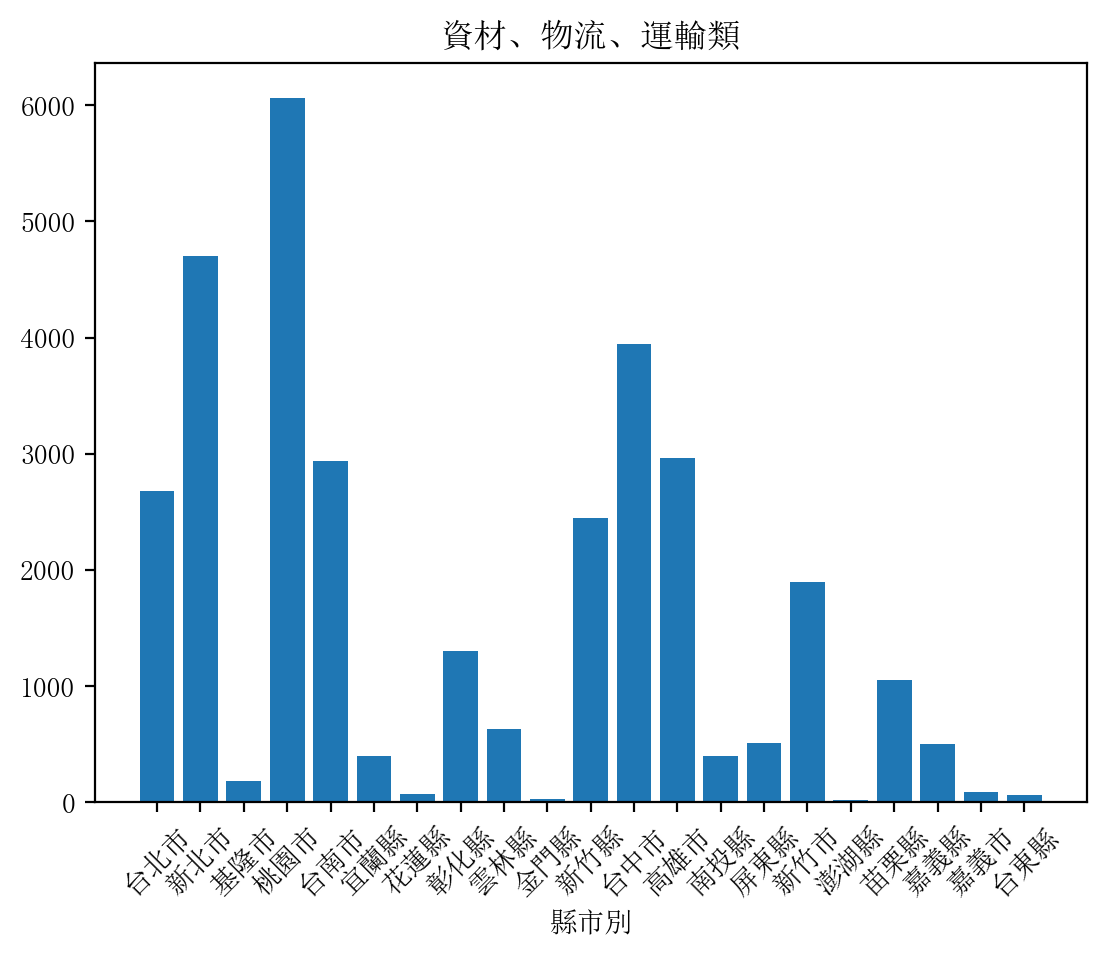 資材、物流、運輸類
6000
5000
4000
3000
2000
1000
0
台北市
新北市
基隆市
桃園市
台南市
宜蘭縣
花蓮縣
彰化縣
雲林縣
金門縣
新竹縣
台中市
高雄市
南投縣
屏東縣
新竹市
澎湖縣
苗栗縣
嘉義縣
嘉義市
台東縣
縣市別